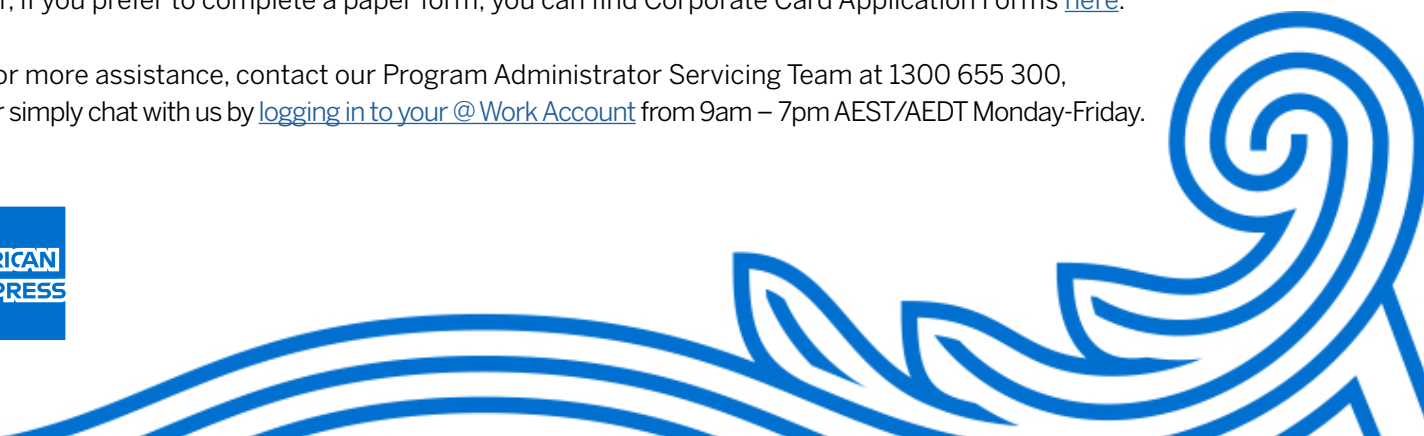 r, if you prefer to complete a paper form, you can find Corporate Card Application Forms here.
or more assistance, contact our Program Administrator Servicing Team at 1300 655 300,
r simply chat with us by logging in to your @ Work Account from 9am – 7pm AEST/AEDT Monday-Friday.
RICAN
PRESS